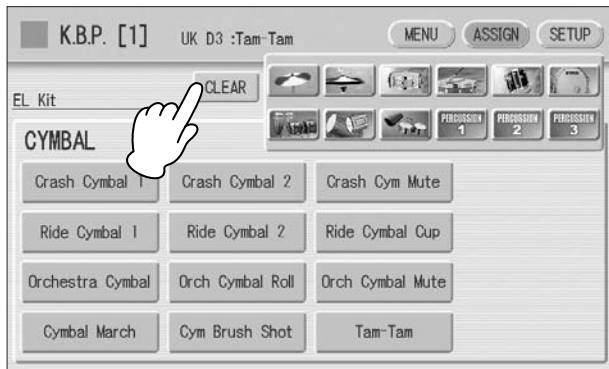 K.B.P. [1] UK D3 :Tam-Tam MENU ASSIGN SETUP
EL Kit CLEAR
PERCUSSION 1 PERCUSSION 2 PERCUSSION 3
CYMBAL
Crash Cymbal 1 Crash Cymbal 2 Crash Cym Mute
Ride Cymbal 1 Ride Cymbal 2 Ride Cymbal Cup
Orchestra Cymbal Orch Cymbal Roll Orch Cymbal Mute
Cymbal March Cym Brush Shot Tam-Tam